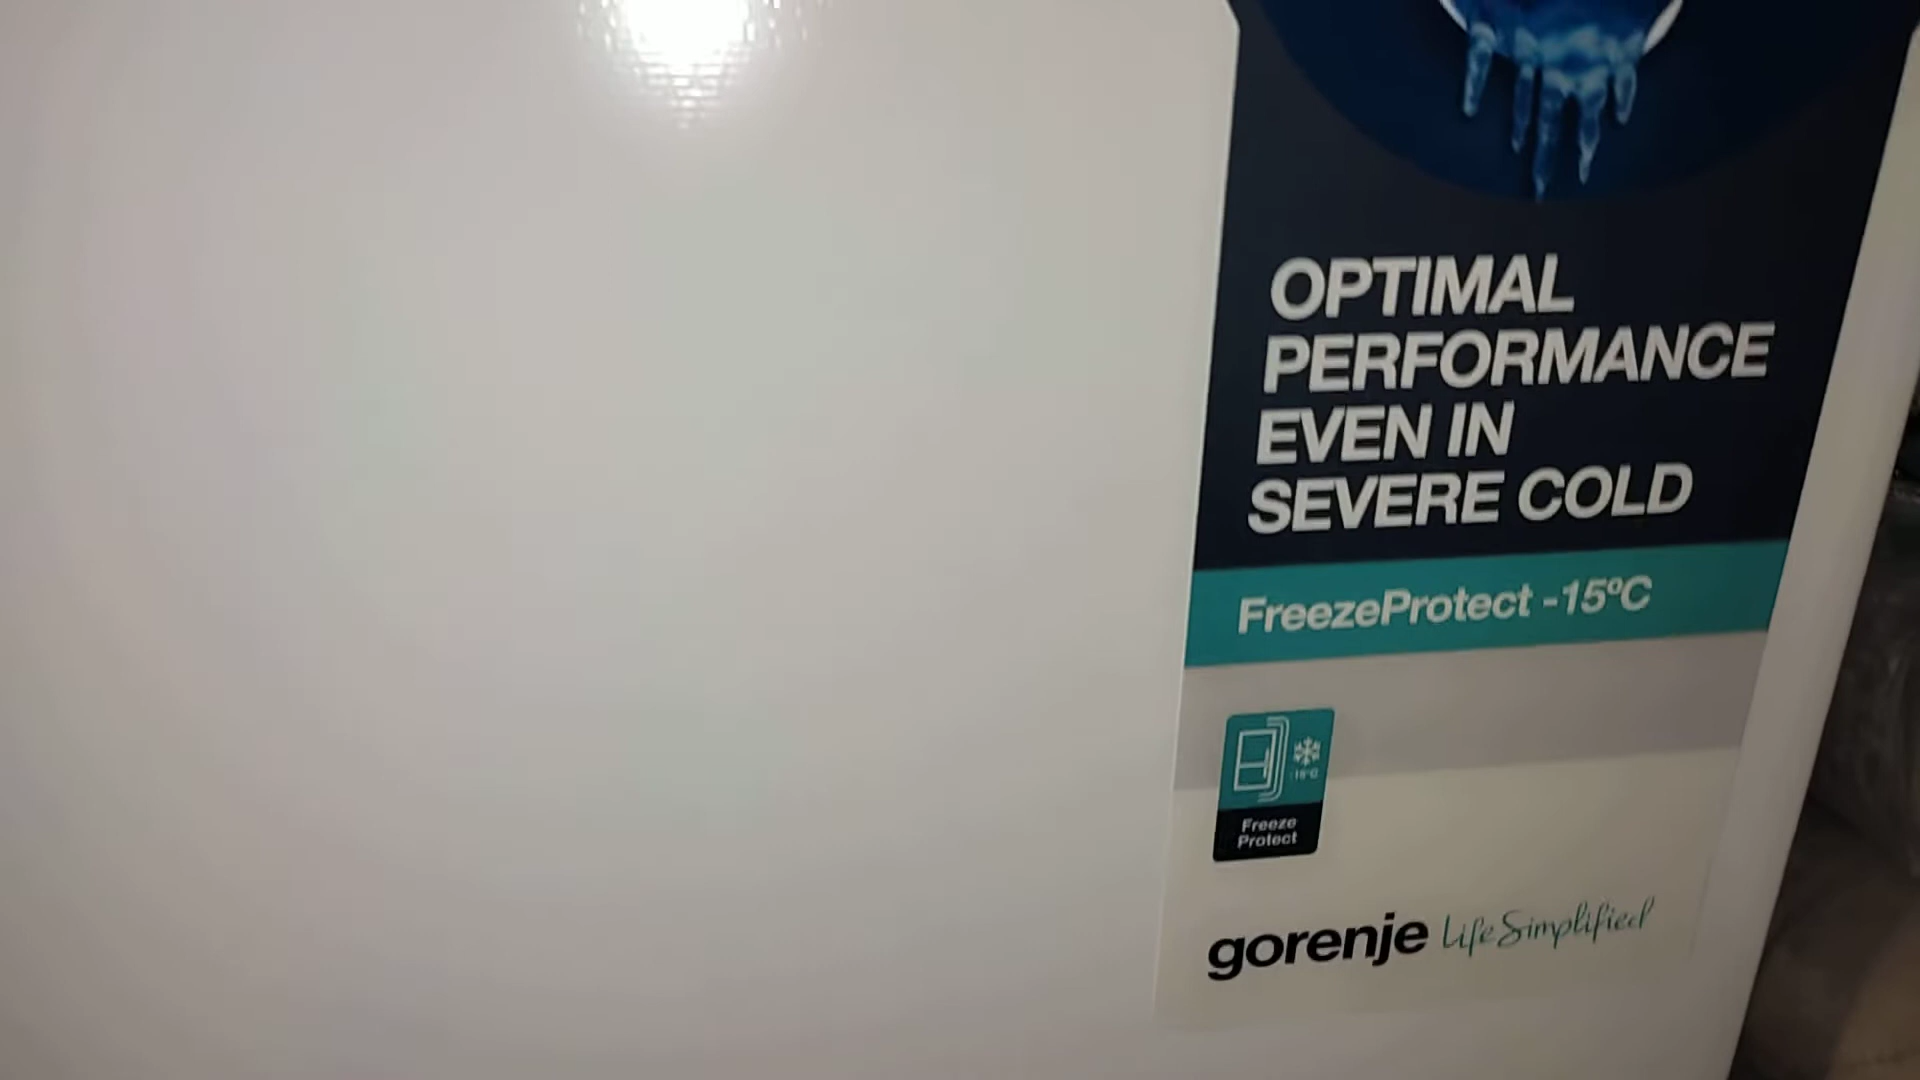 OPTIMAL
PERFORMANCE
EVEN IN
SEVERE COLD
FreezeProtect -15ºC
-15°C
Freeze
Protect
gorenje Life Simplified